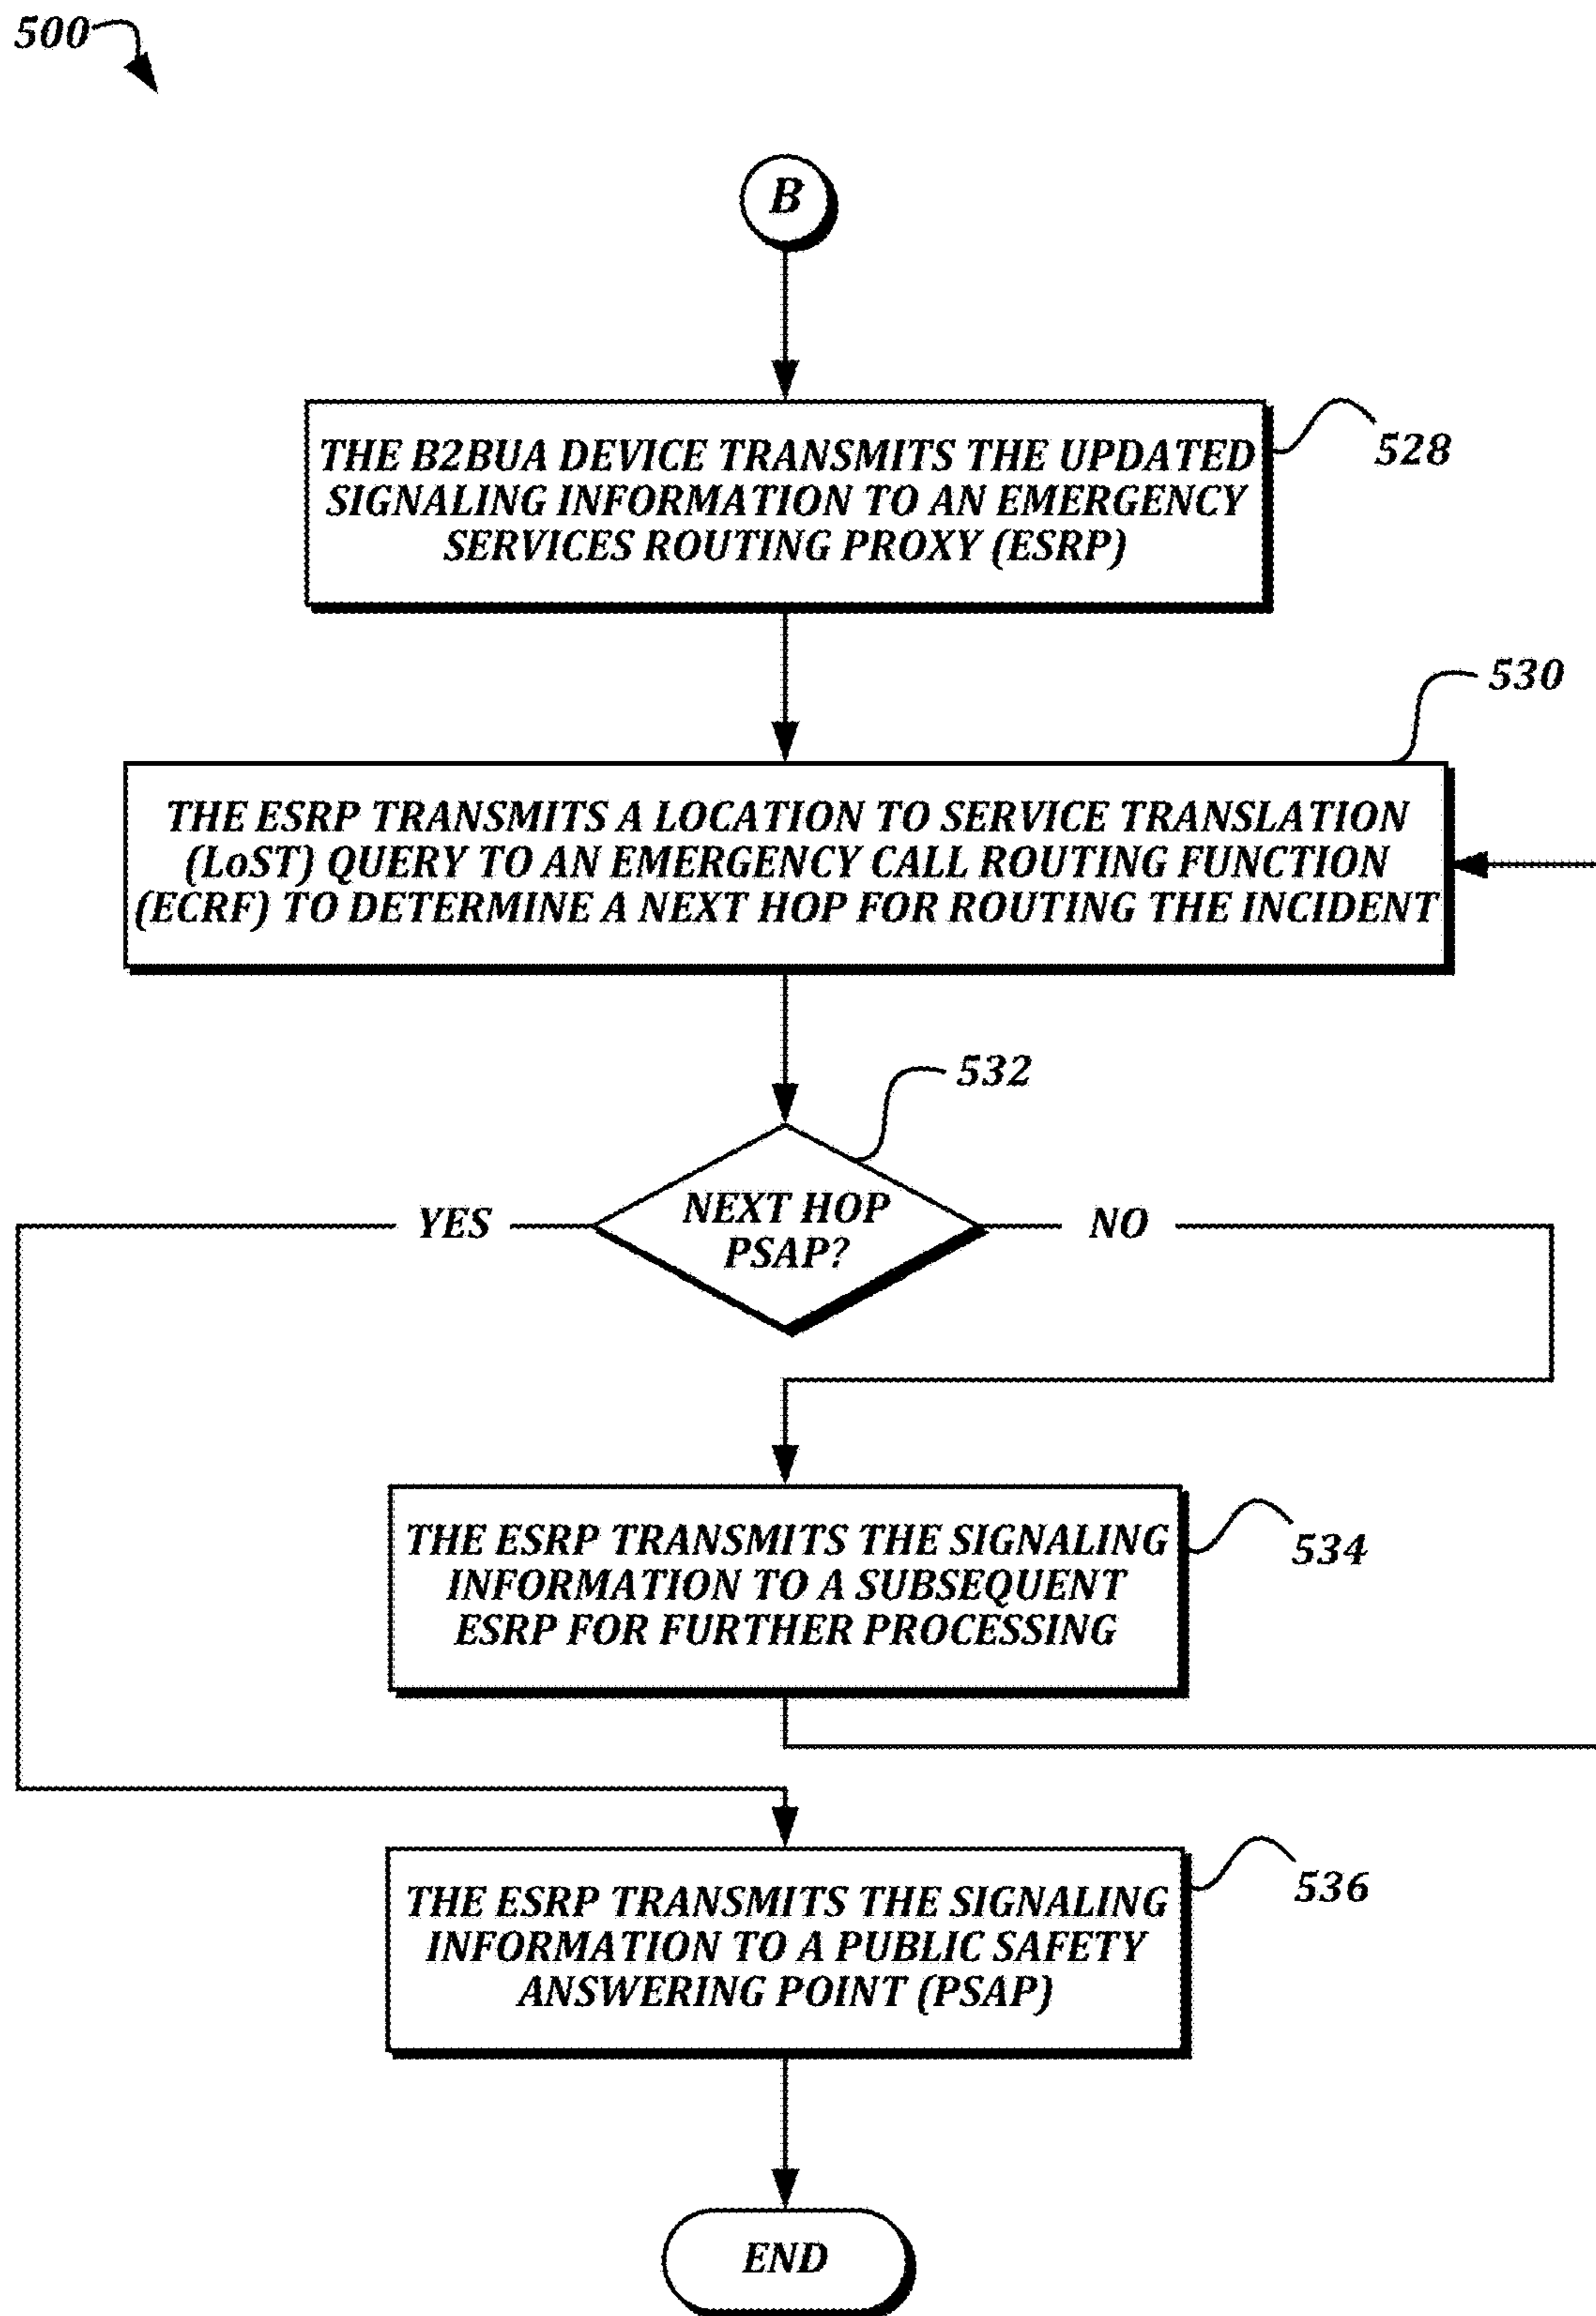 500
B
THE B2BUA DEVICE TRANSMITS THE UPDATED
SIGNALING INFORMATION TO AN EMERGENCY
SERVICES ROUTING PROXY (ESRP)
528
530
THE ESRP TRANSMITS A LOCATION TO SERVICE TRANSLATION
(LoST) QUERY TO AN EMERGENCY CALL ROUTING FUNCTION
(ECRF) TO DETERMINE A NEXT HOP FOR ROUTING THE INCIDENT
532
YES
NEXT HOP
PSAP?
NO
THE ESRP TRANSMITS THE SIGNALING
INFORMATION TO A SUBSEQUENT
ESRP FOR FURTHER PROCESSING
534
THE ESRP TRANSMITS THE SIGNALING
INFORMATION TO A PUBLIC SAFETY
ANSWERING POINT (PSAP)
536
END